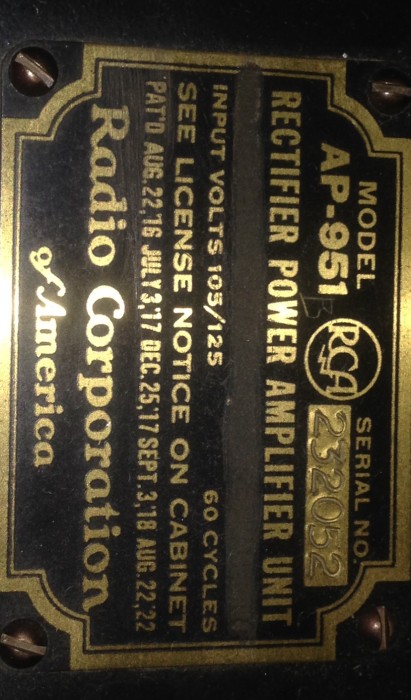 MODEL
AP-951
B
RCA
SERIAL NO.
232052
RECTIFIER POWER AMPLIFIER UNIT
INPUT VOLTS 105/125 60 CYCLES
SEE LICENSE NOTICE ON CABINET
PAT'D AUG.22,'16 JULY 3,'17 DEC.25,'17 SEPT.3,'18 AUG.22,'22
Radio Corporation
of America